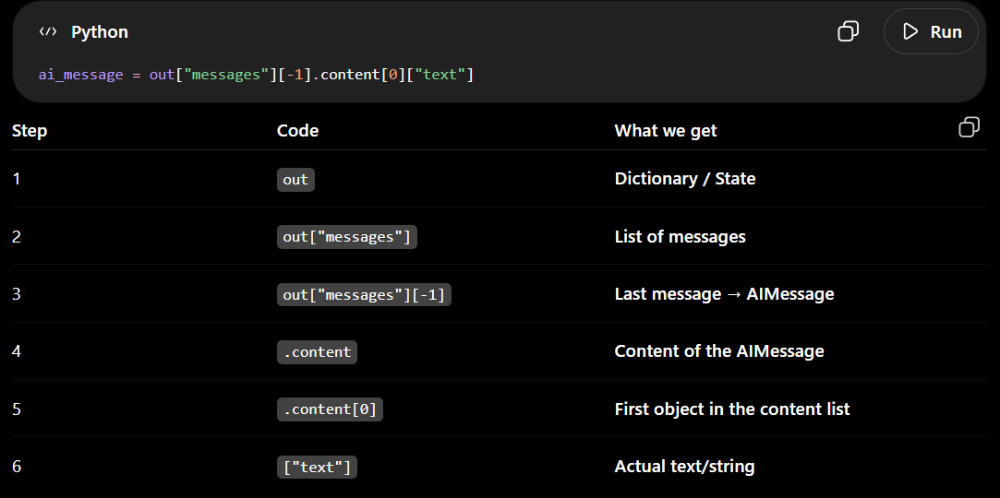 Python
Run
ai_message = out["messages"][-1].content[0]["text"]
Step Code What we get
1 out Dictionary / State
2 out["messages"] List of messages
3 out["messages"][-1] Last message → AIMessage
4 .content Content of the AIMessage
5 .content[0] First object in the content list
6 ["text"] Actual text/string